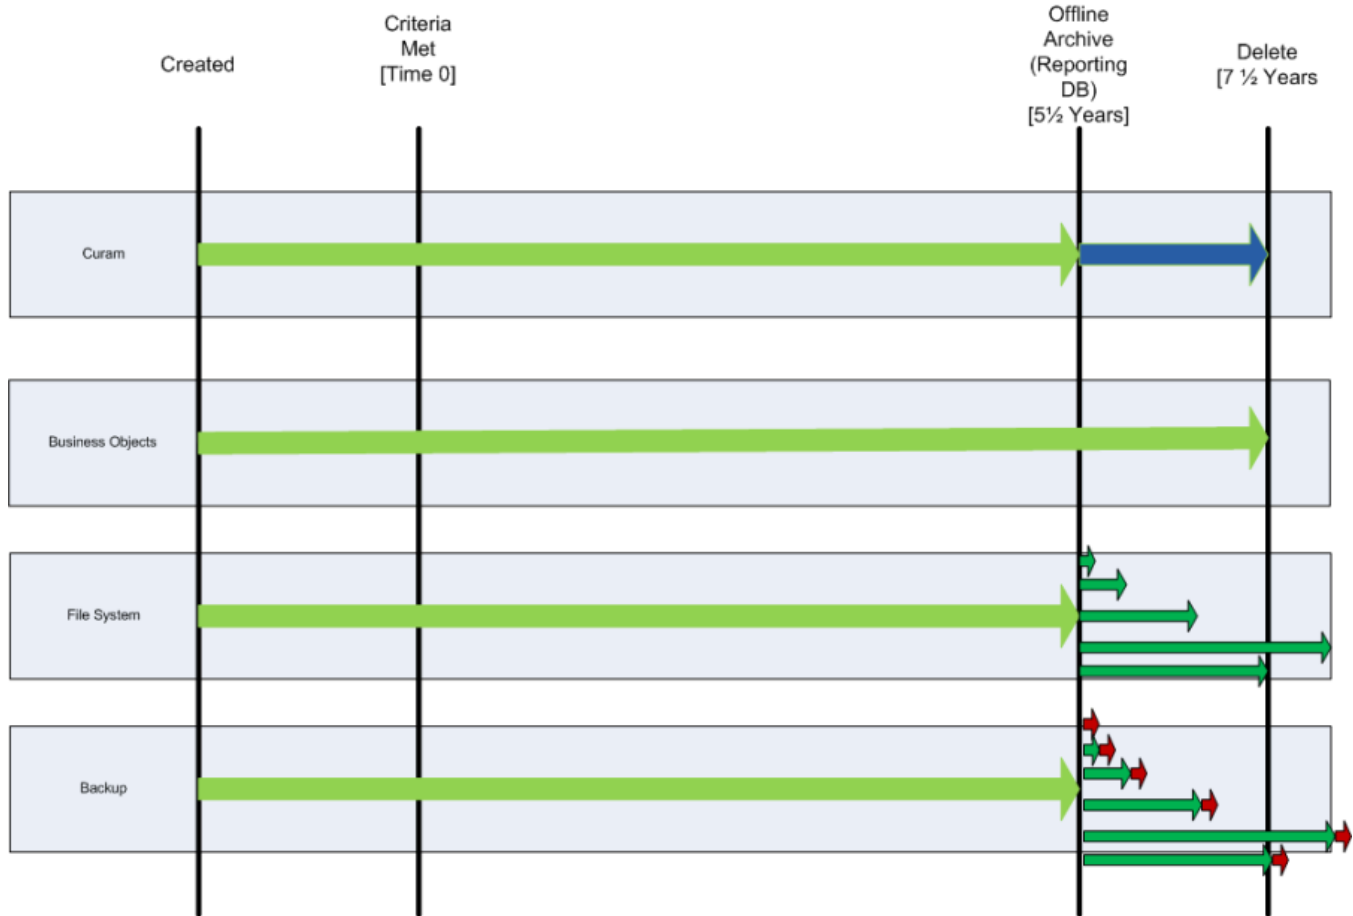 Created
Criteria
Met
[Time 0]
Offline
Archive
(Reporting
DB)
[5½ Years]
Delete
[7 ½ Years
Curam
Business Objects
File System
Backup